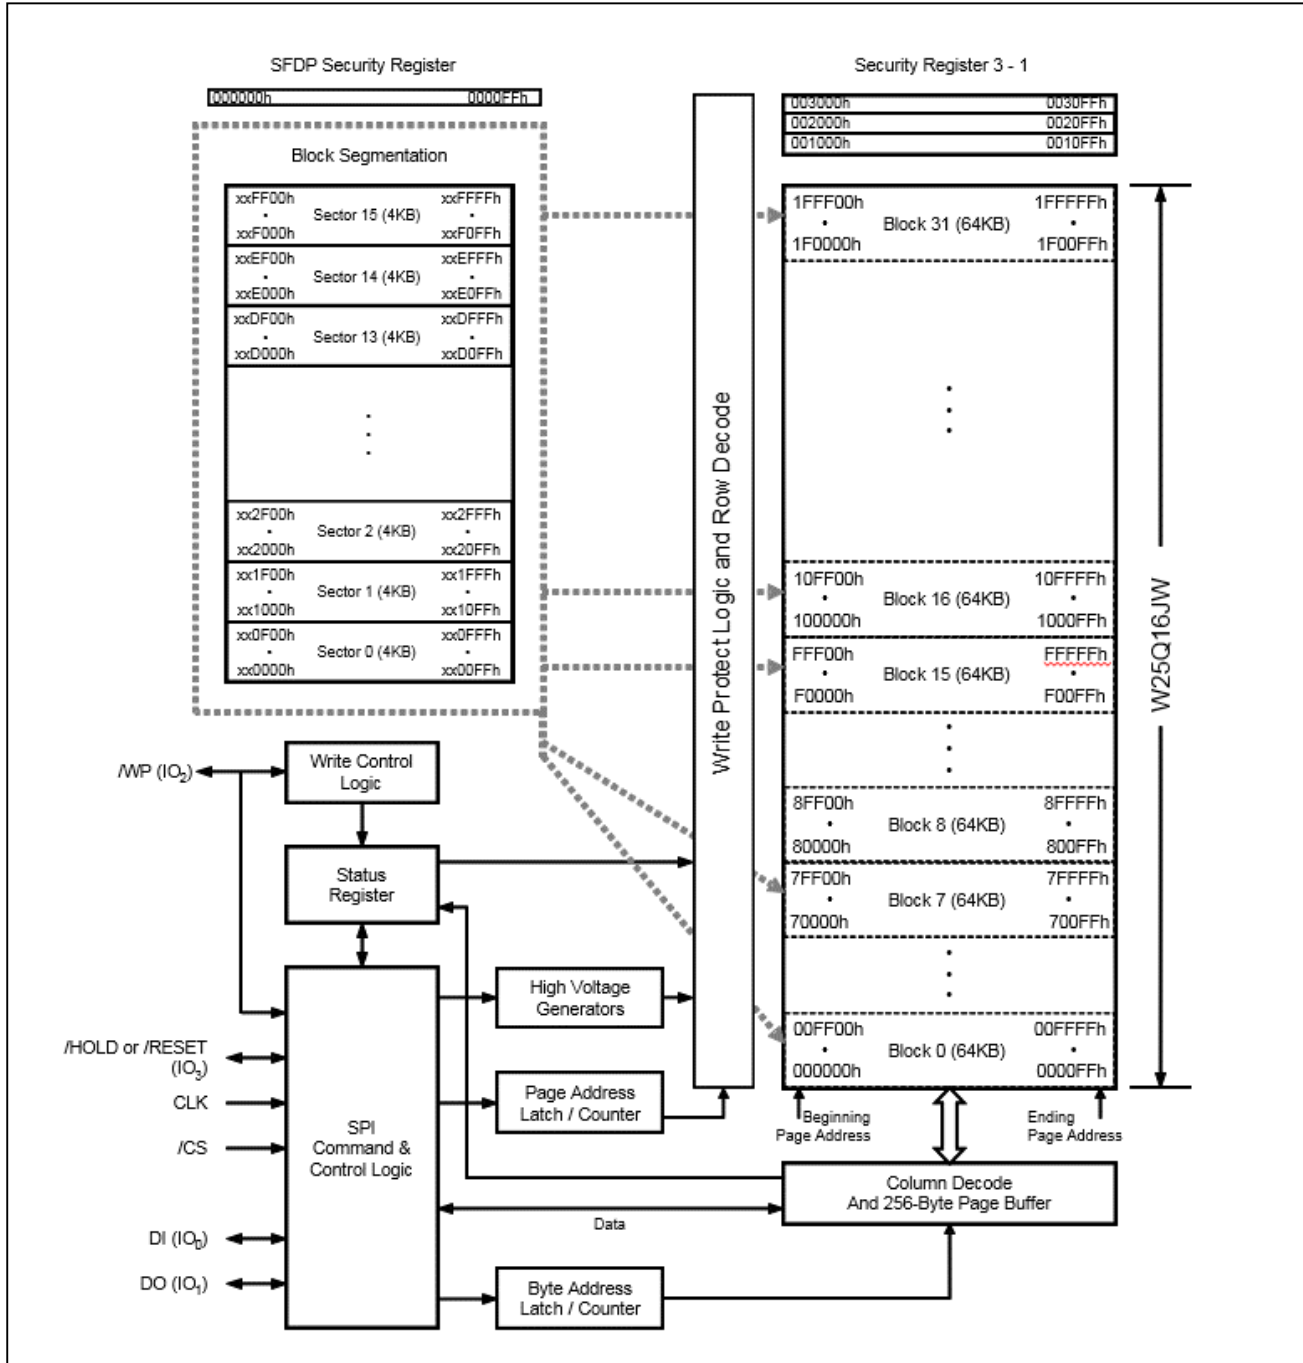 SFDP Security Register
000000h 0000FFh
Block Segmentation
xxFF00h xxFFFFh
Sector 15 (4KB)
xxF000h xxF0FFh
xxEF00h xxEFFFh
Sector 14 (4KB)
xxE000h xxE0FFh
xxDF00h xxDFFFh
Sector 13 (4KB)
xxD000h xxD0FFh
xx2F00h xx2FFFh
Sector 2 (4KB)
xx2000h xx20FFh
xx1F00h xx1FFFh
Sector 1 (4KB)
xx1000h xx10FFh
xx0F00h xx0FFFh
Sector 0 (4KB)
xx0000h xx00FFh
Write Protect Logic and Row Decode
Security Register 3 - 1
003000h 0030FFh
002000h 0020FFh
001000h 0010FFh
1FFF00h 1FFFFFh
Block 31 (64KB)
1F0000h 1F00FFh
10FF00h 10FFFFh
Block 16 (64KB)
100000h 1000FFh
FFF00h FFFFFh
Block 15 (64KB)
F0000h F00FFh
8FF00h 8FFFFh
Block 8 (64KB)
80000h 800FFh
7FF00h 7FFFFh
Block 7 (64KB)
70000h 700FFh
00FF00h 00FFFFh
Block 0 (64KB)
000000h 0000FFh
W25Q16JW
Beginning
Page Address
Ending
Page Address
/WP (IO2)
Write Control
Logic
Status
Register
High Voltage
Generators
/HOLD or /RESET
(IO3)
CLK
/CS
DI (IO0)
DO (IO1)
SPI
Command &
Control Logic
Page Address
Latch / Counter
Column Decode
And 256-Byte Page Buffer
Data
Byte Address
Latch / Counter